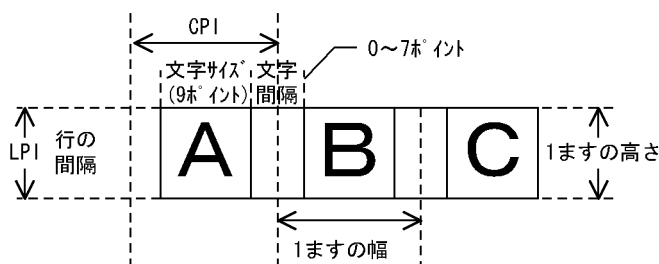 CPI
0～7ﾎﾟｲﾝﾄ
文字ｻｲｽﾞ
(9ﾎﾟｲﾝﾄ)
文字
間隔
LPI
行の
間隔
A
B
C
1ますの高さ
1ますの幅